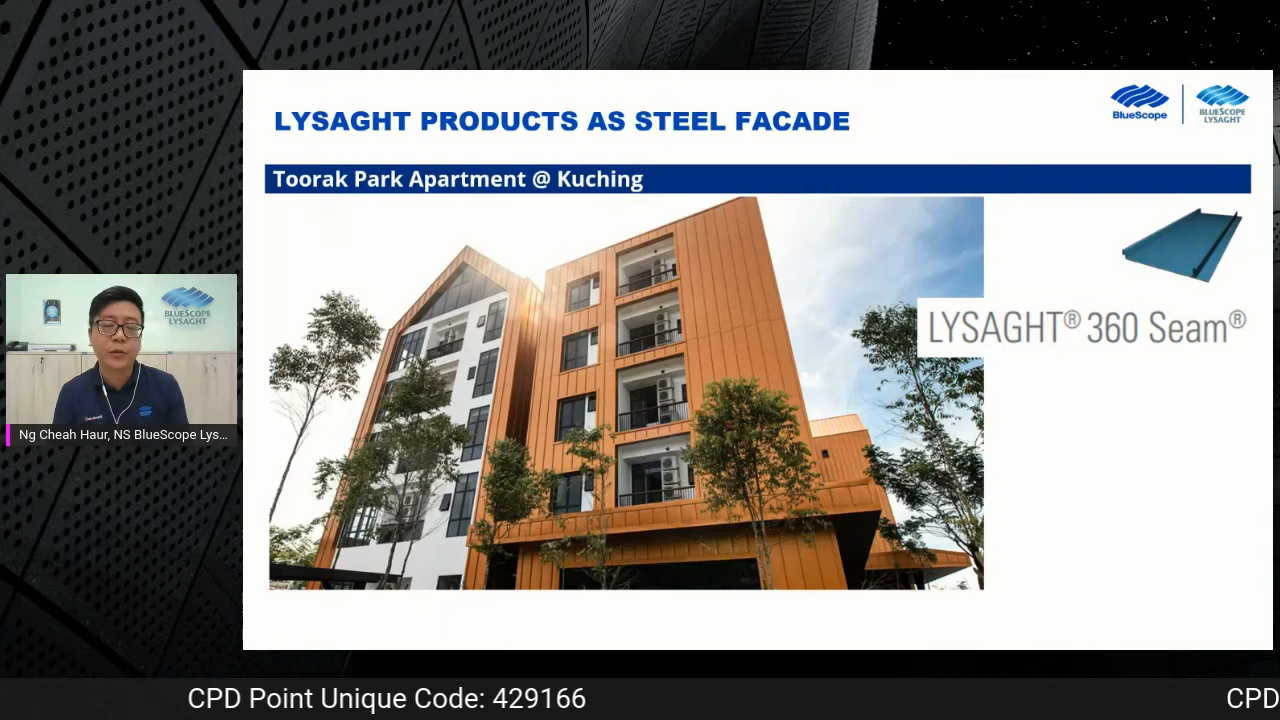 LYSAGHT PRODUCTS AS STEEL FACADE
BlueScope
BLUESCOPE
LYSAGHT
Toorak Park Apartment @ Kuching
LYSAGHT® 360 Seam®
BLUESCOPE
LYSAGHT
Ng Cheah Haur, NS BlueScope Lys...
CPD Point Unique Code: 429166
CPD